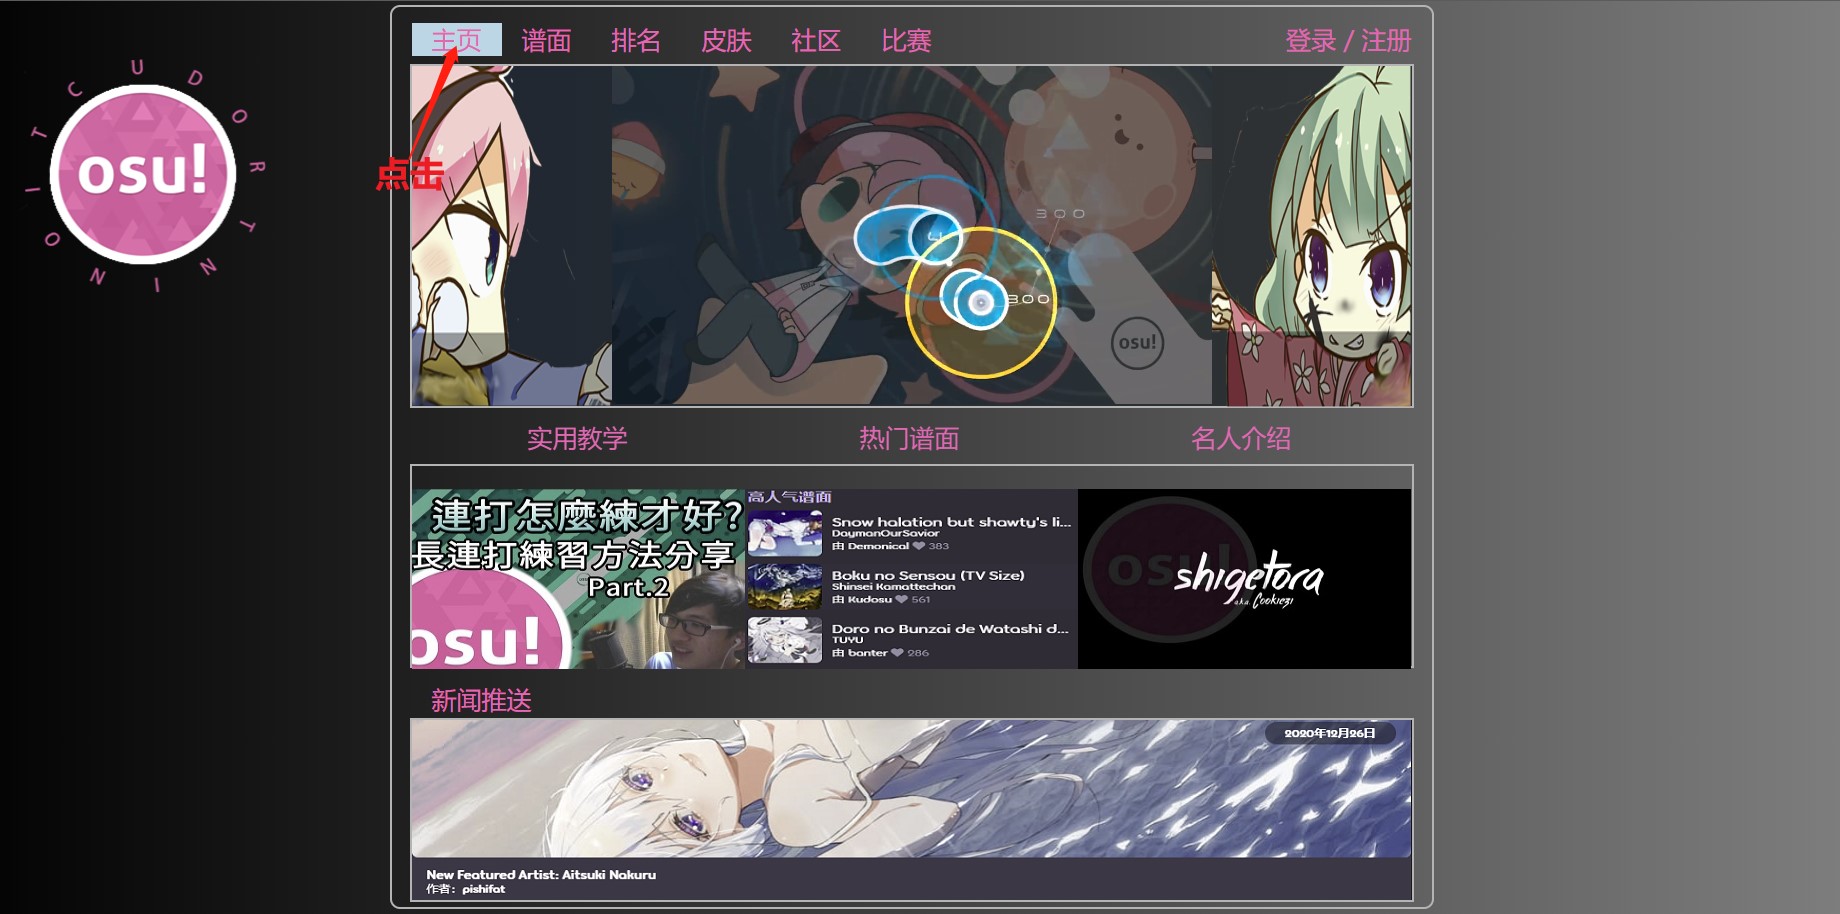 主页 谱面 排名 皮肤 社区 比赛 登录 / 注册
INTRODUCTION
osu!
点击
300
300
osu!
实用教学 热门谱面 名人介绍
連打怎麼練才好?
長連打練習方法分享
Part.2
osu!
高人气谱面
Snow halation but shawty's li...
DaymanOurSavior
由 Demonical 383
Boku no Sensou (TV Size)
Shinsei Kamattechan
由 Kudosu 561
Doro no Bunzai de Watashi d...
TUYU
由 banter 286
osu!
shigetora
a.k.a. Cookiezi
新闻推送
2020年12月26日
New Featured Artist: Aitsuki Nakuru
作者： pishifat